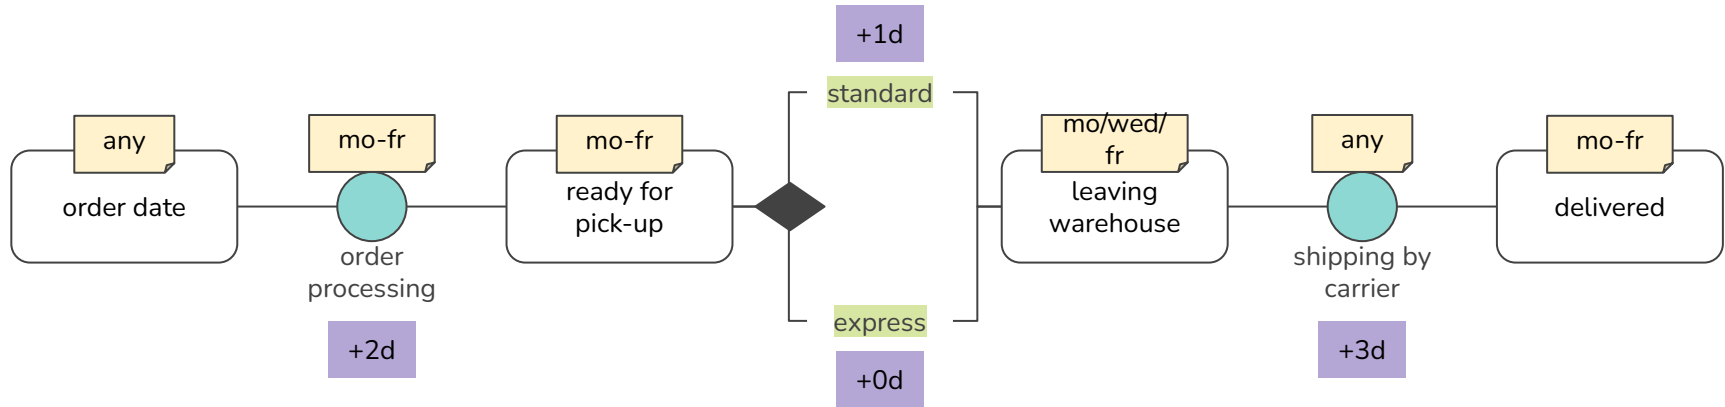 +1d
standard
any
mo-fr
mo-fr
mo/wed/
fr
any
mo-fr
order date
ready for
pick-up
leaving
warehouse
delivered
order
processing
shipping by
carrier
+2d
express
+3d
+0d